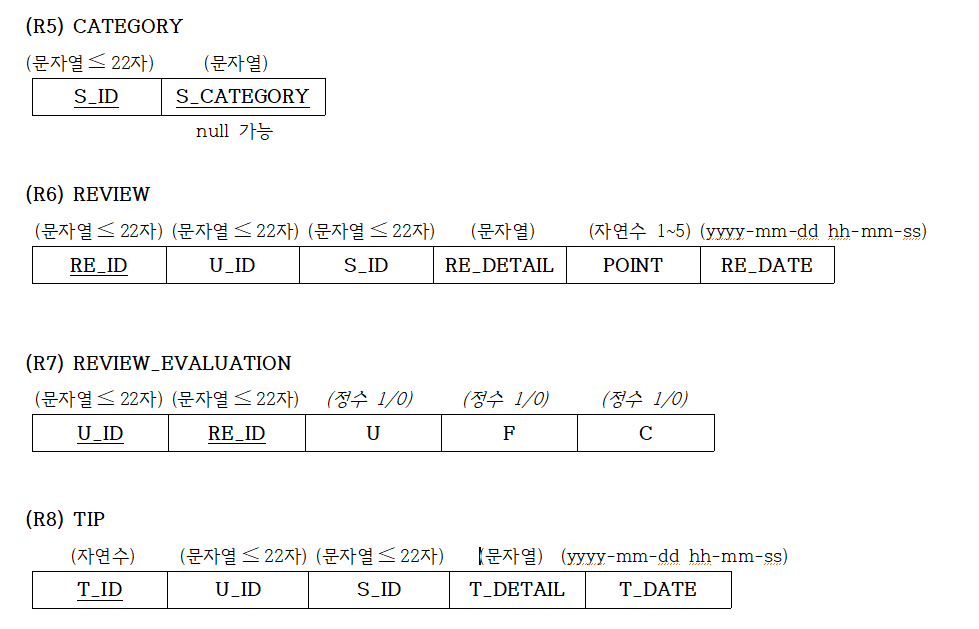 (R5) CATEGORY
(문자열≤22자) (문자열)
S_ID S_CATEGORY
null 가능
(R6) REVIEW
(문자열≤22자) (문자열≤22자) (문자열≤22자) (문자열) (자연수 1~5) (yyyy-mm-dd hh-mm-ss)
RE_ID U_ID S_ID RE_DETAIL POINT RE_DATE
(R7) REVIEW_EVALUATION
(문자열≤22자) (문자열≤22자) (정수 1/0) (정수 1/0) (정수 1/0)
U_ID RE_ID U F C
(R8) TIP
(자연수) (문자열≤22자) (문자열≤22자) (문자열) (yyyy-mm-dd hh-mm-ss)
T_ID U_ID S_ID T_DETAIL T_DATE